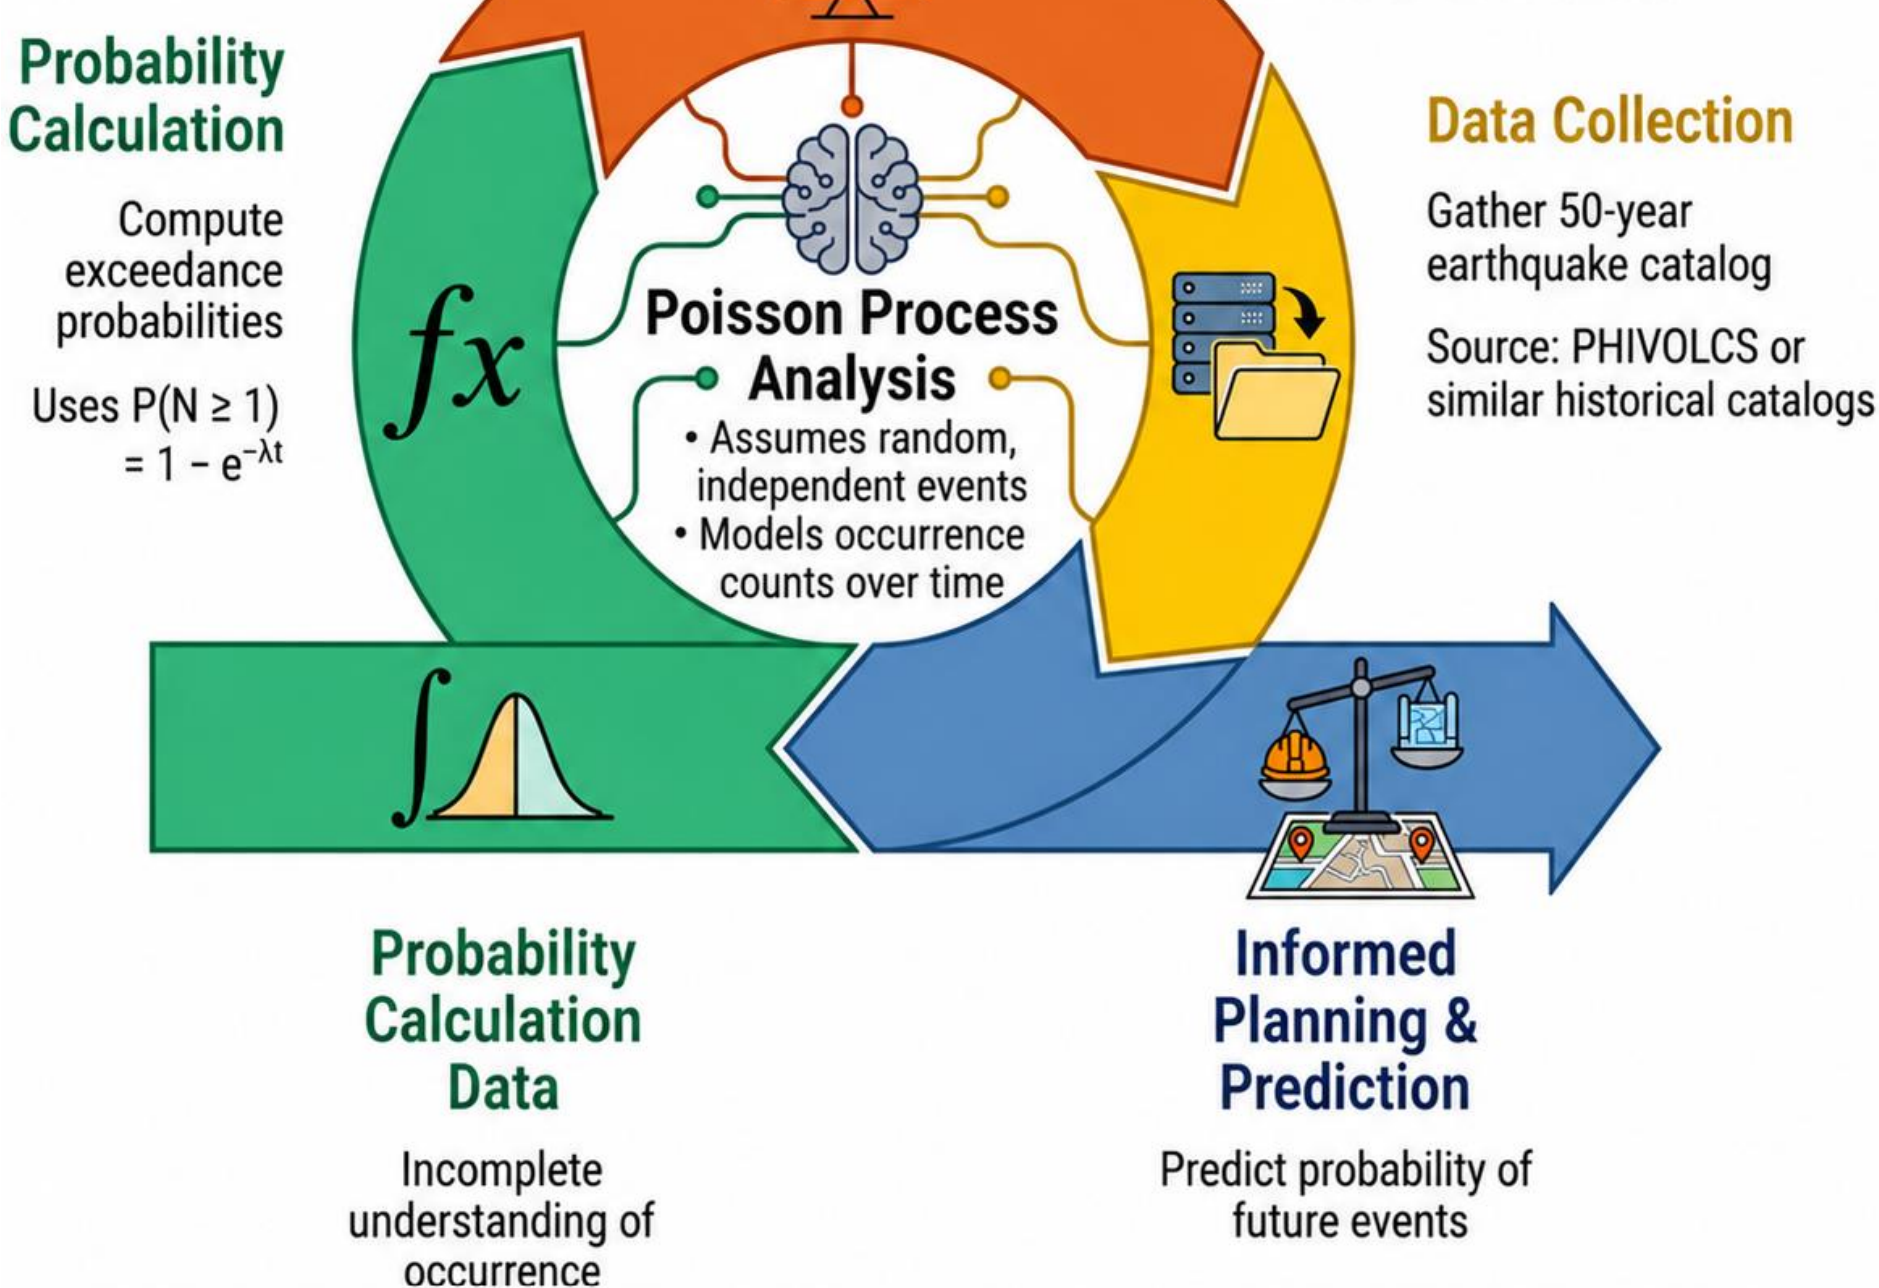 Probability
Calculation
Compute
exceedance
probabilities
Uses P(N ≥ 1)
= 1 − e⁻λᵗ
fx
Poisson Process
Analysis
• Assumes random,
independent events
• Models occurrence
counts over time
Data Collection
Gather 50-year
earthquake catalog
Source: PHIVOLCS or
similar historical catalogs
∫
Probability
Calculation
Data
Incomplete
understanding of
occurrence
Informed
Planning &
Prediction
Predict probability of
future events